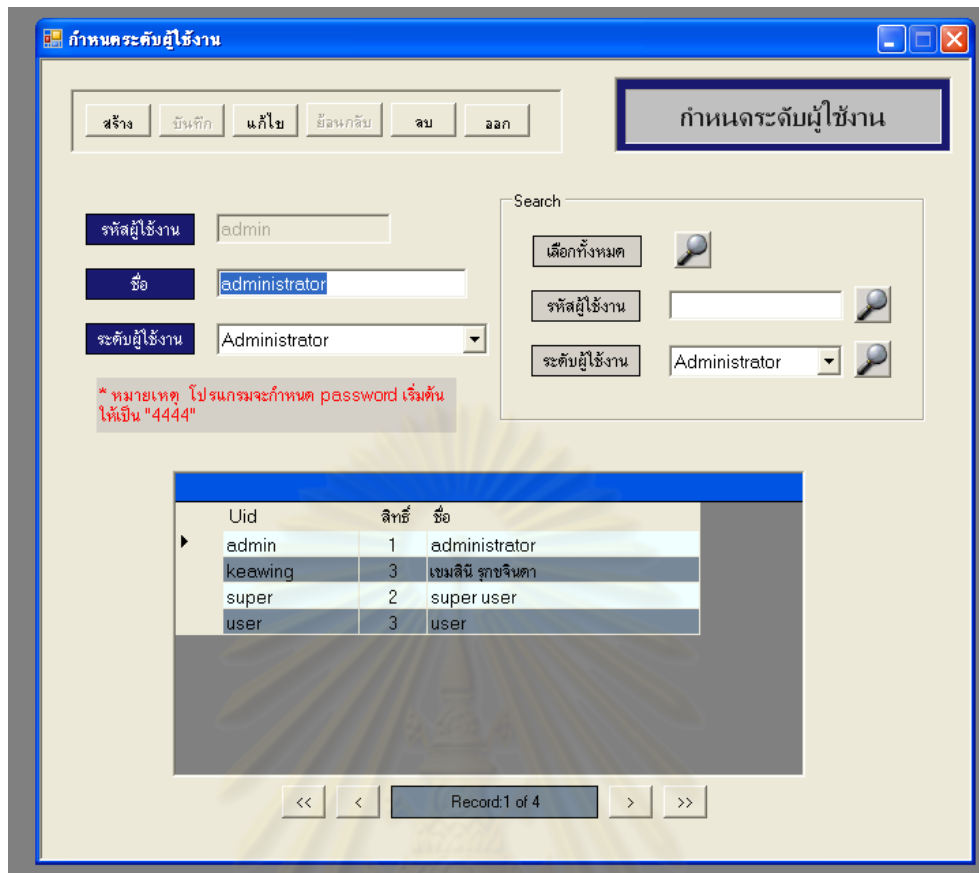 กำหนดระดับผู้ใช้งาน
สร้าง บันทึก แก้ไข ย้อนกลับ ลบ ออก
กำหนดระดับผู้ใช้งาน
รหัสผู้ใช้งาน admin
ชื่อ administrator
ระดับผู้ใช้งาน Administrator
* หมายเหตุ โปรแกรมจะกำหนด password เริ่มต้น
ให้เป็น "4444"
Search
เลือกทั้งหมด
รหัสผู้ใช้งาน
ระดับผู้ใช้งาน Administrator
Uid สิทธิ์ ชื่อ
admin 1 administrator
keawing 3 เขมสินี รุกขจินดา
super 2 super user
user 3 user
<< < Record:1 of 4 > >>